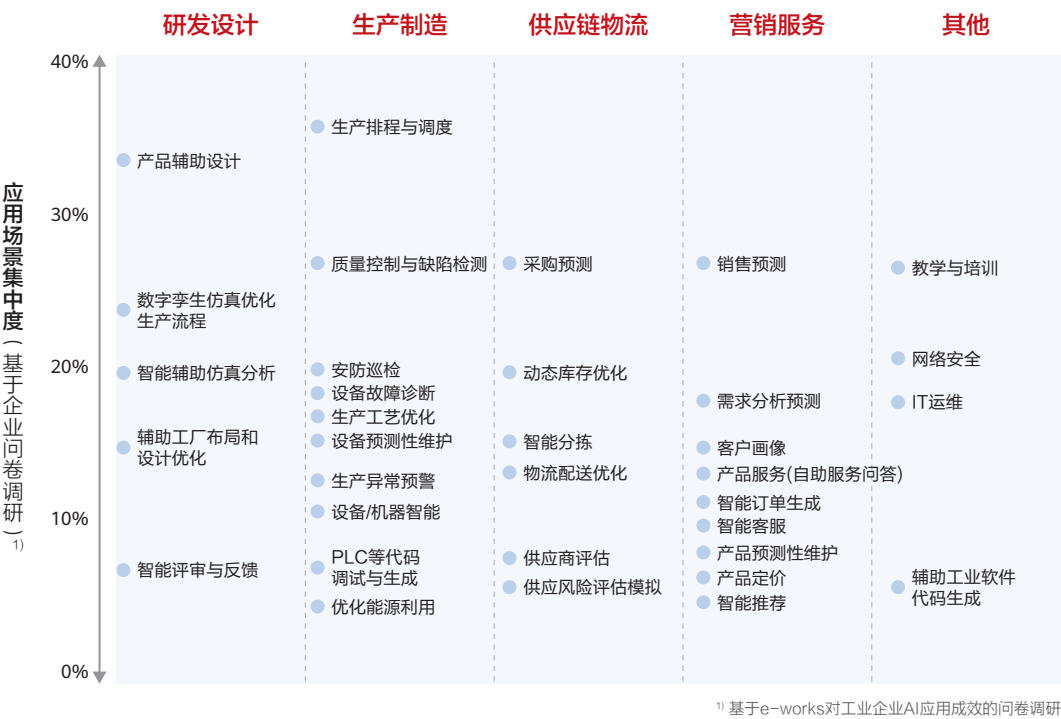 研发设计
生产制造
供应链物流
营销服务
其他
应用场景集中度(基于企业问卷调研)1)
40%
30%
20%
10%
0%
产品辅助设计
数字孪生仿真优化
生产流程
智能辅助仿真分析
辅助工厂布局和
设计优化
智能评审与反馈
生产排程与调度
质量控制与缺陷检测
安防巡检
设备故障诊断
生产工艺优化
设备预测性维护
生产异常预警
设备/机器智能
PLC等代码
调试与生成
优化能源利用
采购预测
动态库存优化
智能分拣
物流配送优化
供应商评估
供应风险评估模拟
销售预测
需求分析预测
客户画像
产品服务(自助服务问答)
智能订单生成
智能客服
产品预测性维护
产品定价
智能推荐
教学与培训
网络安全
IT运维
辅助工业软件
代码生成
1) 基于e-works对工业企业AI应用成效的问卷调研